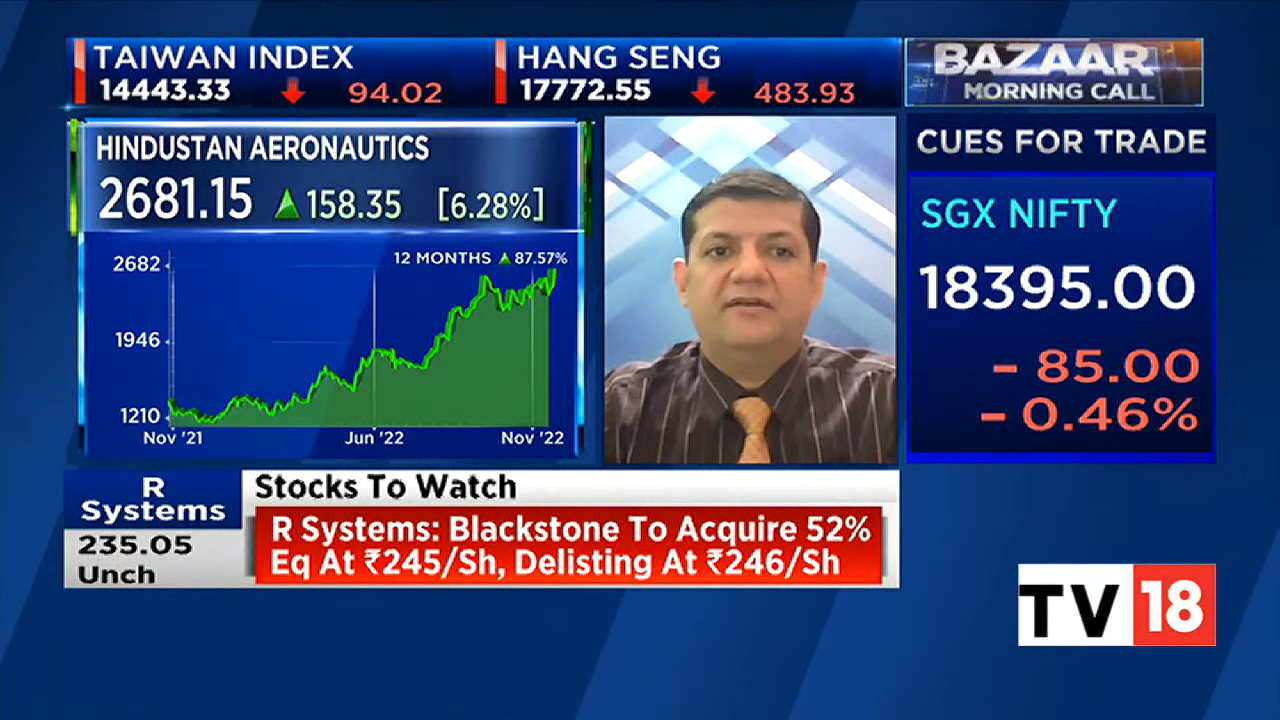 TAIWAN INDEX
14443.33 94.02
HANG SENG
17772.55 483.93
BAZAAR
MORNING CALL
HINDUSTAN AERONAUTICS
2681.15 ▲ 158.35 [6.28%]
12 MONTHS ▲ 87.57%
2682
1946
1210
Nov '21 Jun '22 Nov '22
CUES FOR TRADE
SGX NIFTY
18395.00
- 85.00
- 0.46%
R
Systems
235.05
Unch
Stocks To Watch
R Systems: Blackstone To Acquire 52%
Eq At ₹245/Sh, Delisting At ₹246/Sh
TV18